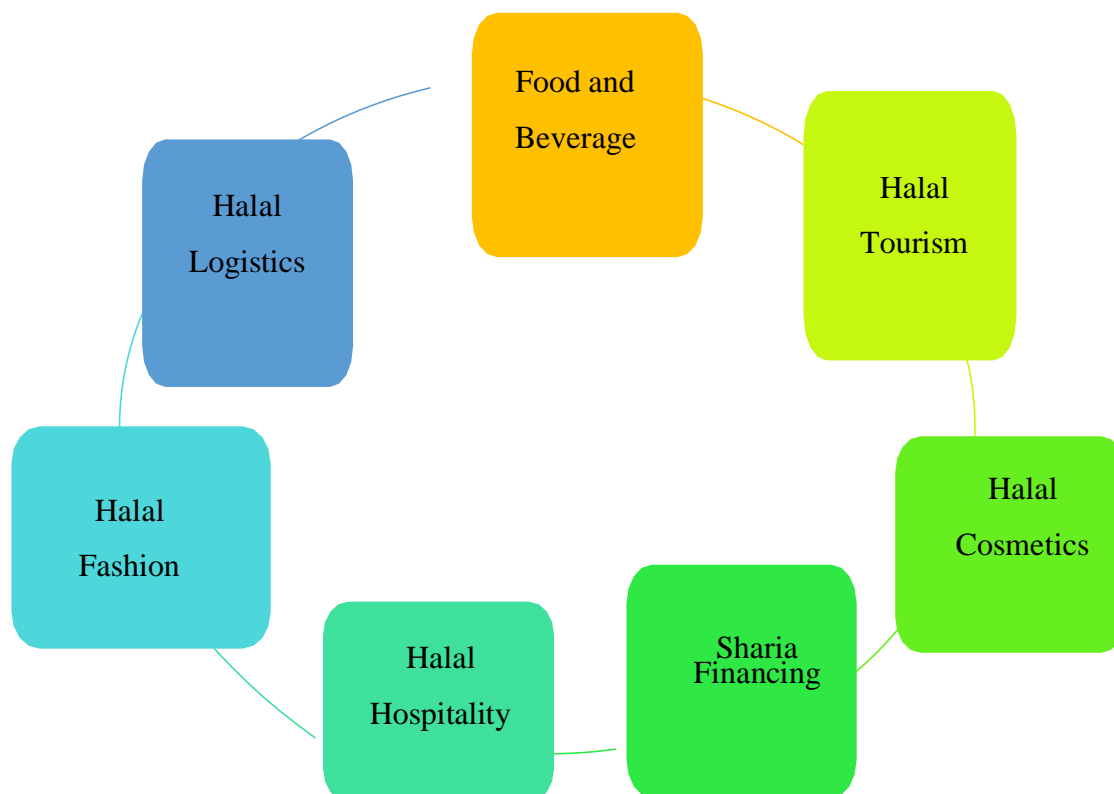 Food and
Beverage
Halal
Tourism
Halal
Cosmetics
Sharia
Financing
Halal
Hospitality
Halal
Fashion
Halal
Logistics